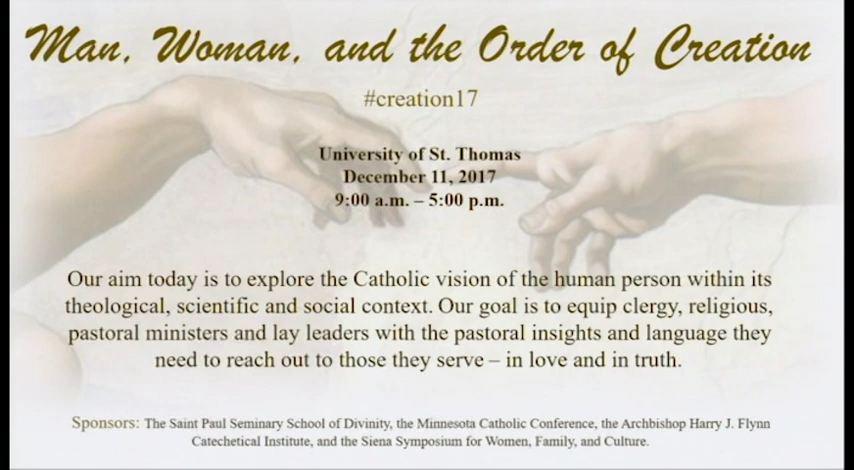 Man, Woman, and the Order of Creation
#creation17
University of St. Thomas
December 11, 2017
9:00 a.m. – 5:00 p.m.
Our aim today is to explore the Catholic vision of the human person within its
theological, scientific and social context. Our goal is to equip clergy, religious,
pastoral ministers and lay leaders with the pastoral insights and language they
need to reach out to those they serve – in love and in truth.
Sponsors: The Saint Paul Seminary School of Divinity, the Minnesota Catholic Conference, the Archbishop Harry J. Flynn
Catechetical Institute, and the Siena Symposium for Women, Family, and Culture.